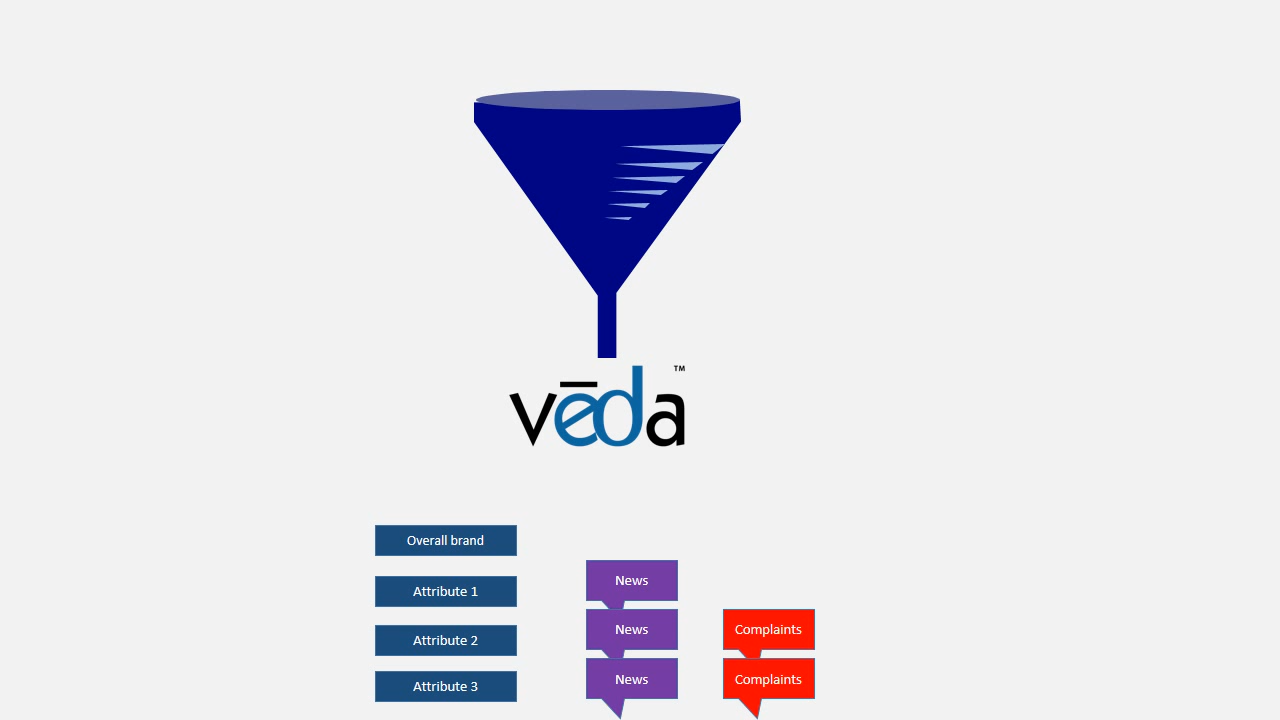 vēda™
Overall brand
Attribute 1
Attribute 2
Attribute 3
News
News
News
Complaints
Complaints